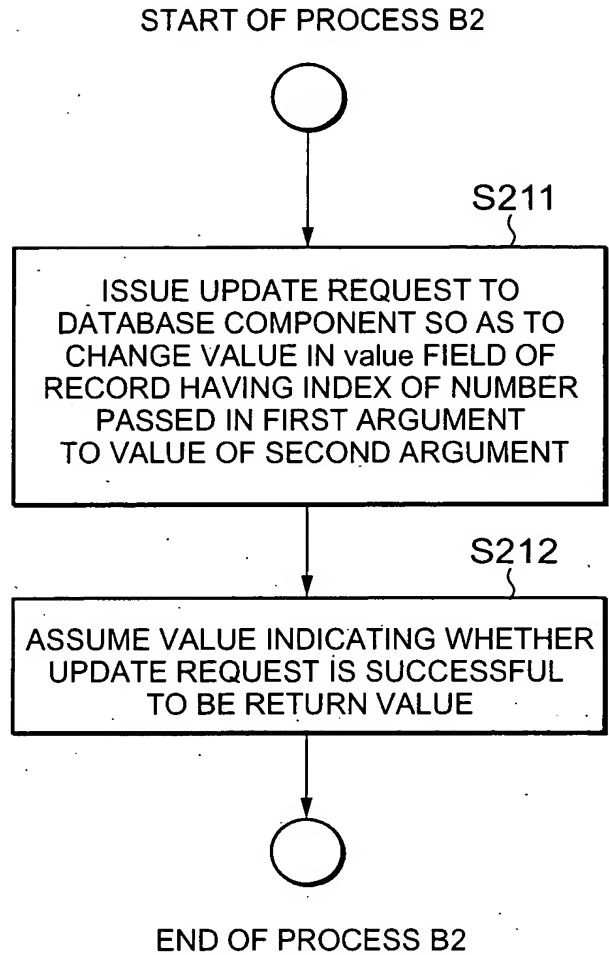 START OF PROCESS B2
S211
ISSUE UPDATE REQUEST TO
DATABASE COMPONENT SO AS TO
CHANGE VALUE IN value FIELD OF
RECORD HAVING INDEX OF NUMBER
PASSED IN FIRST ARGUMENT
TO VALUE OF SECOND ARGUMENT
S212
ASSUME VALUE INDICATING WHETHER
UPDATE REQUEST IS SUCCESSFUL
TO BE RETURN VALUE
END OF PROCESS B2